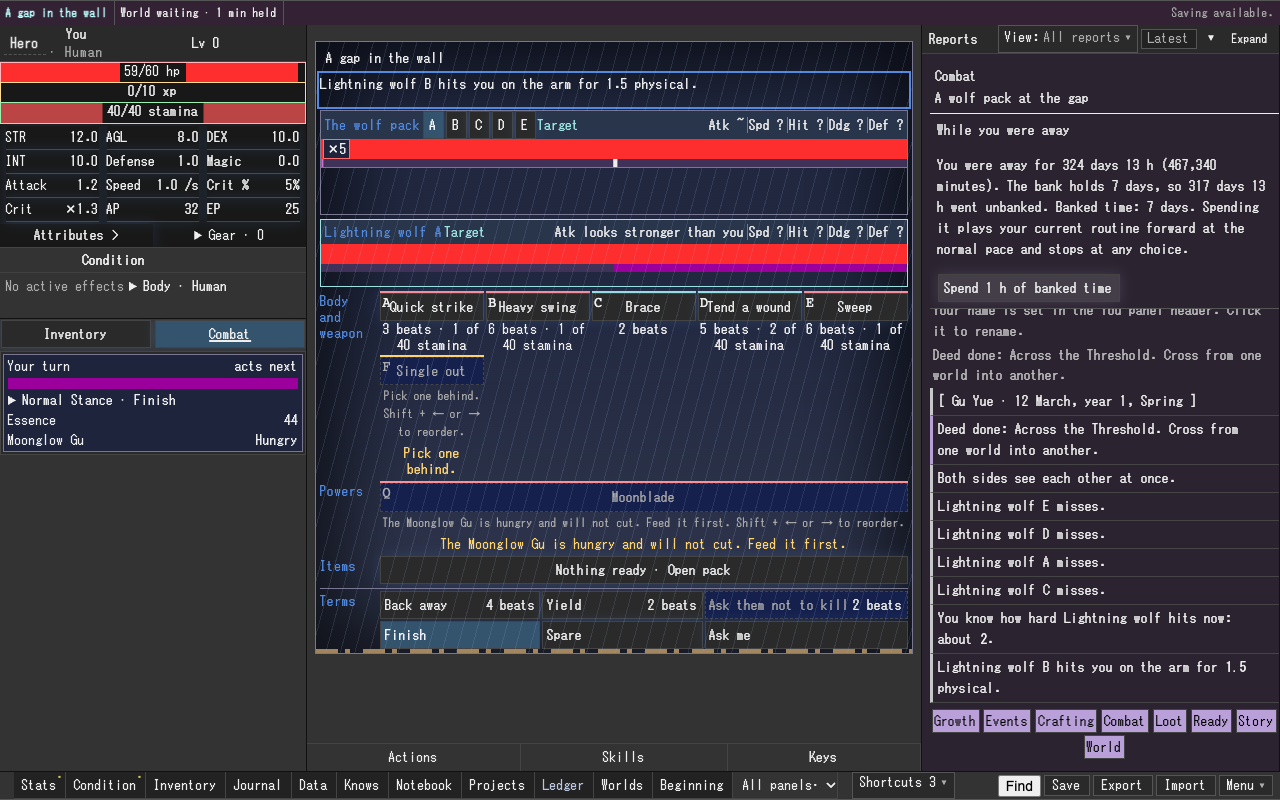 A gap in the wall
World waiting · 1 min held
Saving available.
Hero
You
· Human
Lv 0
59/60 hp
0/10 xp
40/40 stamina
STR 12.0 AGL 8.0 DEX 10.0
INT 10.0 Defense 1.0 Magic 0.0
Attack 1.2 Speed 1.0 /s Crit % 5%
Crit ×1.3 AP 32 EP 25
Attributes >
▶ Gear · 0
Condition
No active effects ▶ Body · Human
Inventory
Combat
Your turn acts next
▶ Normal Stance · Finish
Essence 44
Moonglow Gu Hungry
A gap in the wall
Lightning wolf B hits you on the arm for 1.5 physical.
The wolf pack A B C D E Target Atk ~ Spd ? Hit ? Ddg ? Def ?
×5
Lightning wolf A Target Atk looks stronger than you Spd ? Hit ? Ddg ? Def ?
Body and weapon
A Quick strike
3 beats · 1 of 40 stamina
B Heavy swing
6 beats · 1 of 40 stamina
C Brace
2 beats
D Tend a wound
5 beats · 2 of 40 stamina
E Sweep
6 beats · 1 of 40 stamina
F Single out
Pick one behind.
Shift + ← or →
to reorder.
Pick one
behind.
Powers
Q Moonblade
The Moonglow Gu is hungry and will not cut. Feed it first. Shift + ← or → to reorder.
The Moonglow Gu is hungry and will not cut. Feed it first.
Items
Nothing ready · Open pack
Terms
Back away 4 beats
Yield 2 beats
Ask them not to kill 2 beats
Finish
Spare
Ask me
Actions
Skills
Keys
Reports
View: All reports ▾
Latest
▼
Expand
Combat
A wolf pack at the gap
While you were away
You were away for 324 days 13 h (467,340
minutes). The bank holds 7 days, so 317 days 13
h went unbanked. Banked time: 7 days. Spending
it plays your current routine forward at the
normal pace and stops at any choice.
Spend 1 h of banked time
Your name is set in the You panel header. Click
it to rename.
Deed done: Across the Threshold. Cross from one
world into another.
[ Gu Yue · 12 March, year 1, Spring ]
Deed done: Across the Threshold. Cross from
one world into another.
Both sides see each other at once.
Lightning wolf E misses.
Lightning wolf D misses.
Lightning wolf A misses.
Lightning wolf C misses.
You know how hard Lightning wolf hits now:
about 2.
Lightning wolf B hits you on the arm for 1.5
physical.
Growth Events Crafting Combat Loot Ready Story
World
Stats Condition Inventory Journal Data Knows Notebook Projects Ledger Worlds Beginning All panels· Shortcuts 3 ▾ Find Save Export Import Menu ▾